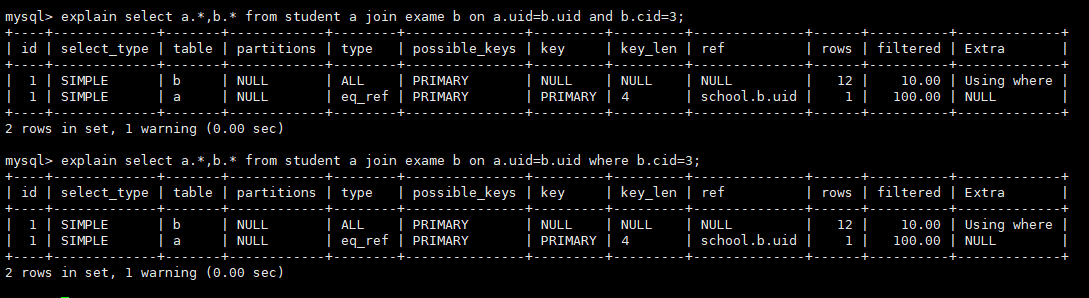 mysql> explain select a.*,b.* from student a join exame b on a.uid=b.uid and b.cid=3;
+----+-------------+-------+------------+--------+---------------+---------+---------+--------------+------+----------+-------------+
| id | select_type | table | partitions | type   | possible_keys | key     | key_len | ref          | rows | filtered | Extra       |
+----+-------------+-------+------------+--------+---------------+---------+---------+--------------+------+----------+-------------+
|  1 | SIMPLE      | b     | NULL       | ALL    | PRIMARY       | NULL    | NULL    | NULL         |   12 |    10.00 | Using where |
|  1 | SIMPLE      | a     | NULL       | eq_ref | PRIMARY       | PRIMARY | 4       | school.b.uid |    1 |   100.00 | NULL        |
+----+-------------+-------+------------+--------+---------------+---------+---------+--------------+------+----------+-------------+
2 rows in set, 1 warning (0.00 sec)
mysql> explain select a.*,b.* from student a join exame b on a.uid=b.uid where b.cid=3;
+----+-------------+-------+------------+--------+---------------+---------+---------+--------------+------+----------+-------------+
| id | select_type | table | partitions | type   | possible_keys | key     | key_len | ref          | rows | filtered | Extra       |
+----+-------------+-------+------------+--------+---------------+---------+---------+--------------+------+----------+-------------+
|  1 | SIMPLE      | b     | NULL       | ALL    | PRIMARY       | NULL    | NULL    | NULL         |   12 |    10.00 | Using where |
|  1 | SIMPLE      | a     | NULL       | eq_ref | PRIMARY       | PRIMARY | 4       | school.b.uid |    1 |   100.00 | NULL        |
+----+-------------+-------+------------+--------+---------------+---------+---------+--------------+------+----------+-------------+
2 rows in set, 1 warning (0.00 sec)